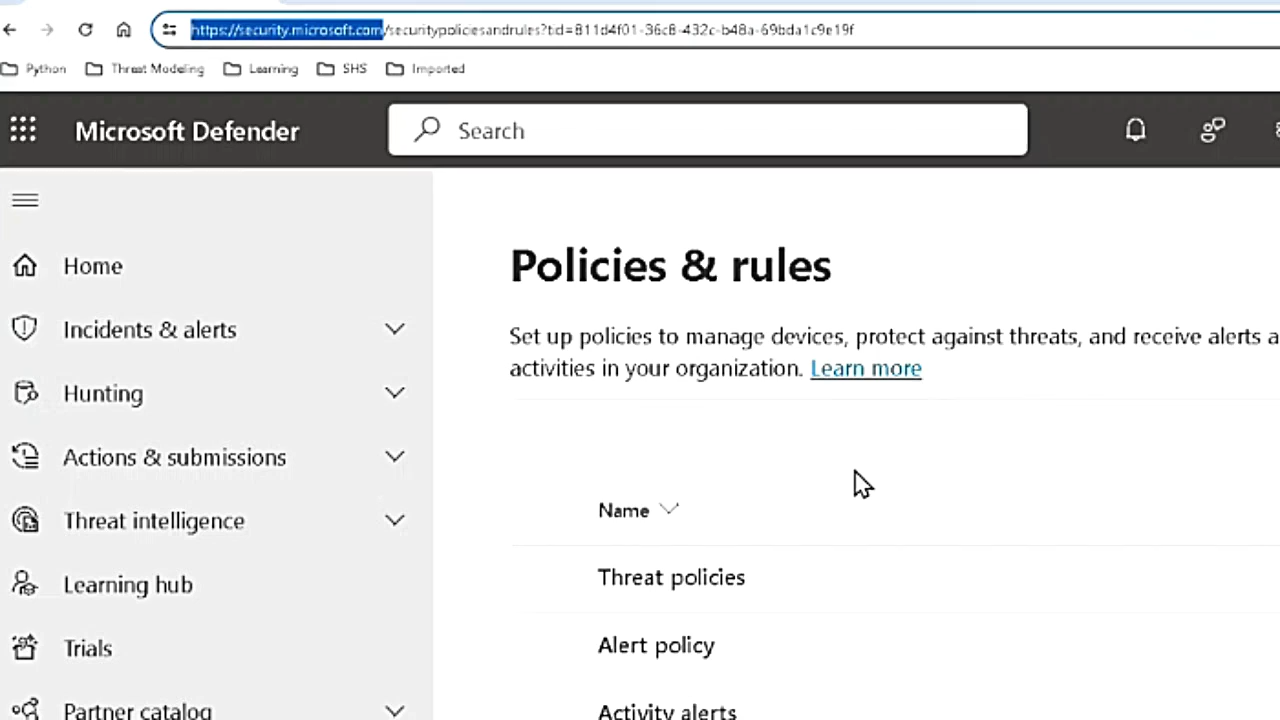 https://security.microsoft.com/securitypoliciesandrules?tid=811d4f01-36c8-432c-b48a-69bda1c9e19f
Python Threat Modeling Learning SHS Imported
Microsoft Defender Search
Home
Incidents & alerts
Hunting
Actions & submissions
Threat intelligence
Learning hub
Trials
Partner catalog
Policies & rules
Set up policies to manage devices, protect against threats, and receive alerts a
activities in your organization. Learn more
Name
Threat policies
Alert policy
Activity alerts